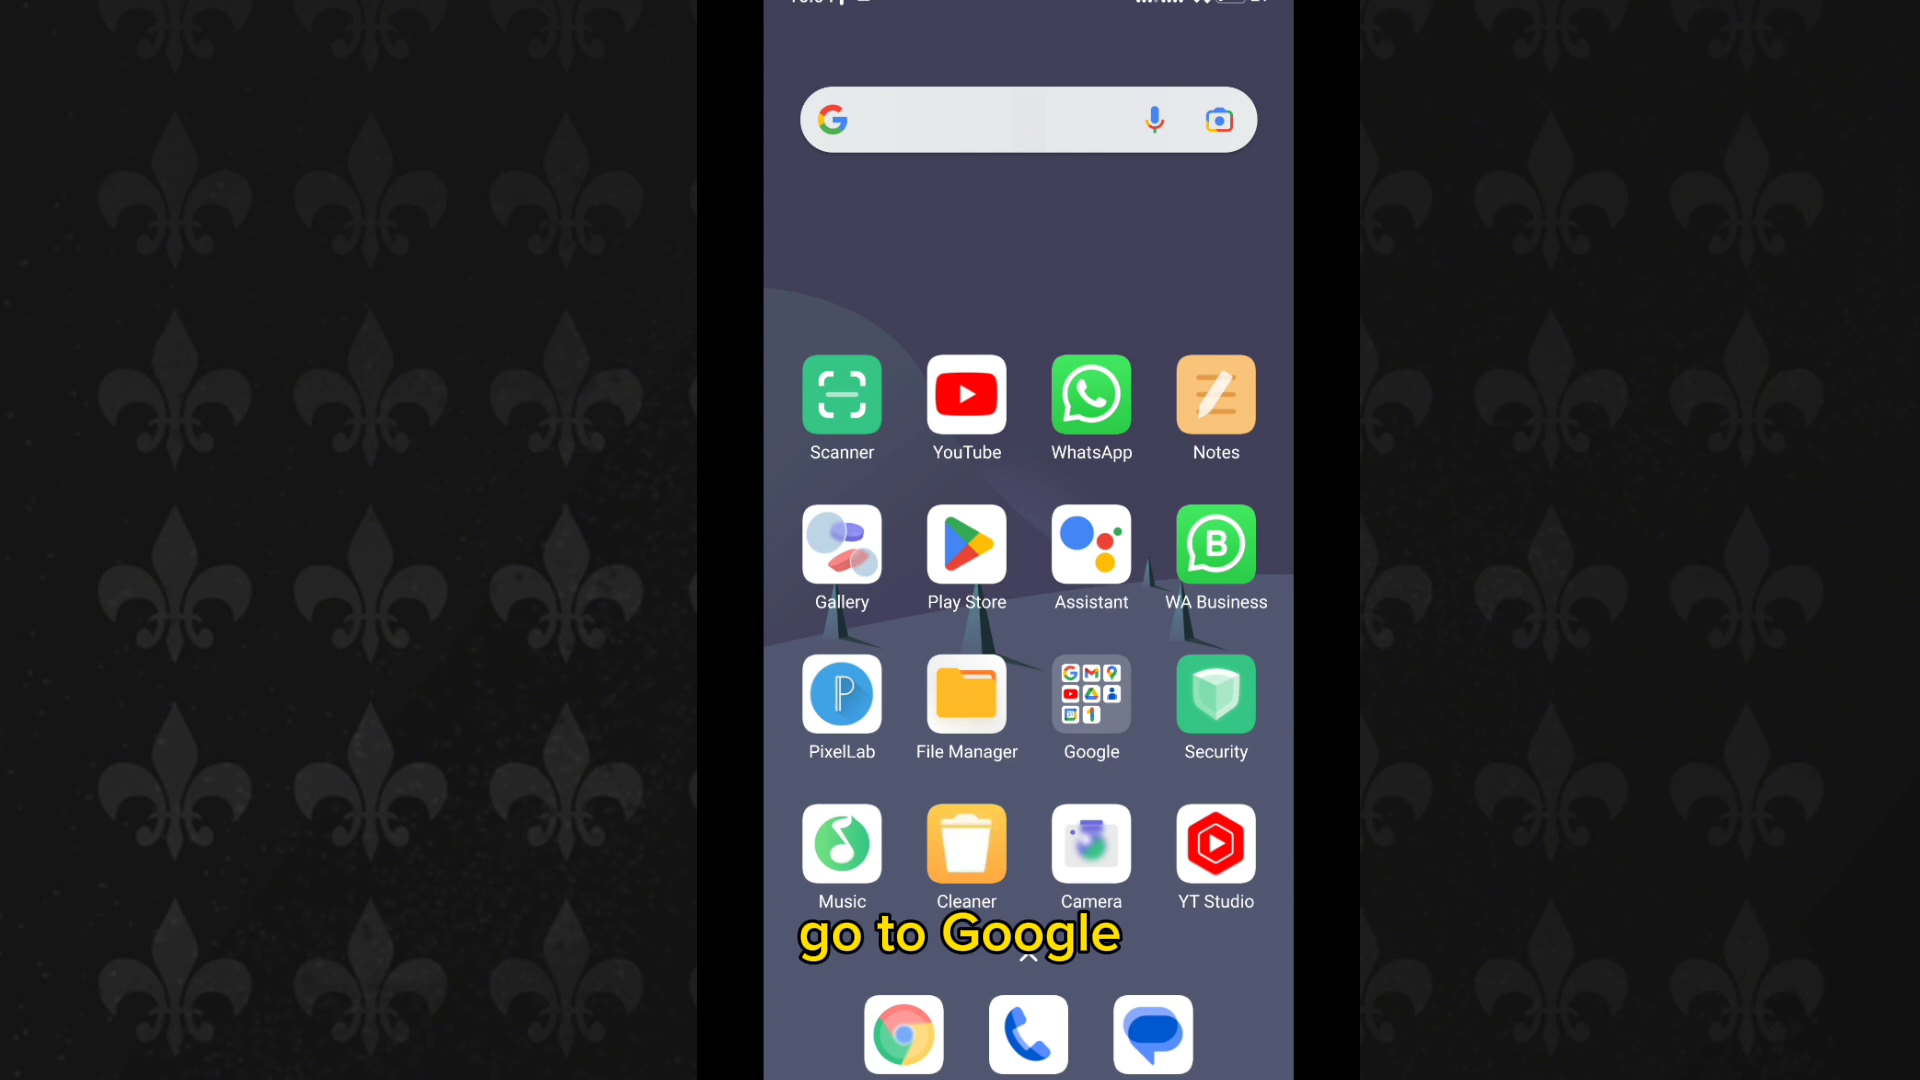 Scanner YouTube WhatsApp Notes
Gallery Play Store Assistant WA Business
PixelLab File Manager Google Security
Music Cleaner Camera YT Studio
go to Google